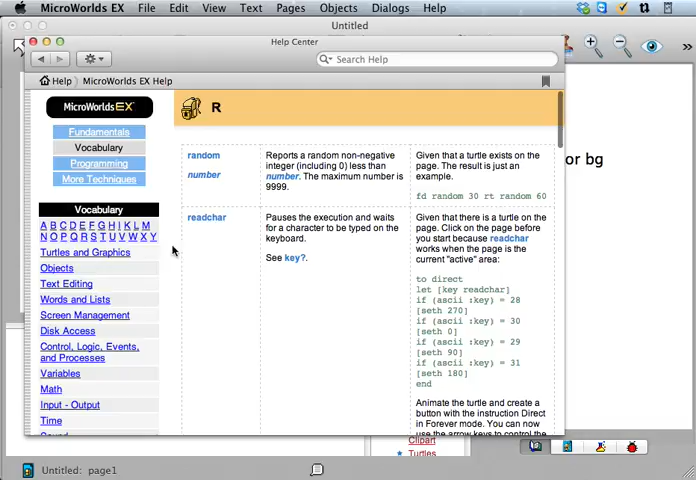 MicroWorlds EX File Edit View Text Pages Objects Dialogs Help
Untitled
Help Center
Search Help
Help MicroWorlds EX Help
MicroWorlds EX
Fundamentals
Vocabulary
Programming
More Techniques
Vocabulary
A B C D E F G H I K L M
N O P Q R S T U V W X Y
Turtles and Graphics
Objects
Text Editing
Words and Lists
Screen Management
Disk Access
Control, Logic, Events,
and Processes
Variables
Math
Input - Output
Time
R
random
number
Reports a random non-negative
integer (including 0) less than
number. The maximum number is
9999.
Given that a turtle exists on the
page. The result is just an
example.
fd random 30 rt random 60
readchar
Pauses the execution and waits
for a character to be typed on the
keyboard.
See key?.
Given that there is a turtle on the
page. Click on the page before
you start because readchar
works when the page is the
current "active" area:
to direct
let [key readchar]
if (ascii :key) = 28
[seth 270]
if (ascii :key) = 30
[seth 0]
if (ascii :key) = 29
[seth 90]
if (ascii :key) = 31
[seth 180]
end
Animate the turtle and create a
button with the instruction Direct
in Forever mode. You can now
use the arrow keys to control the
or bg
Clipart
Turtles
Untitled: page1